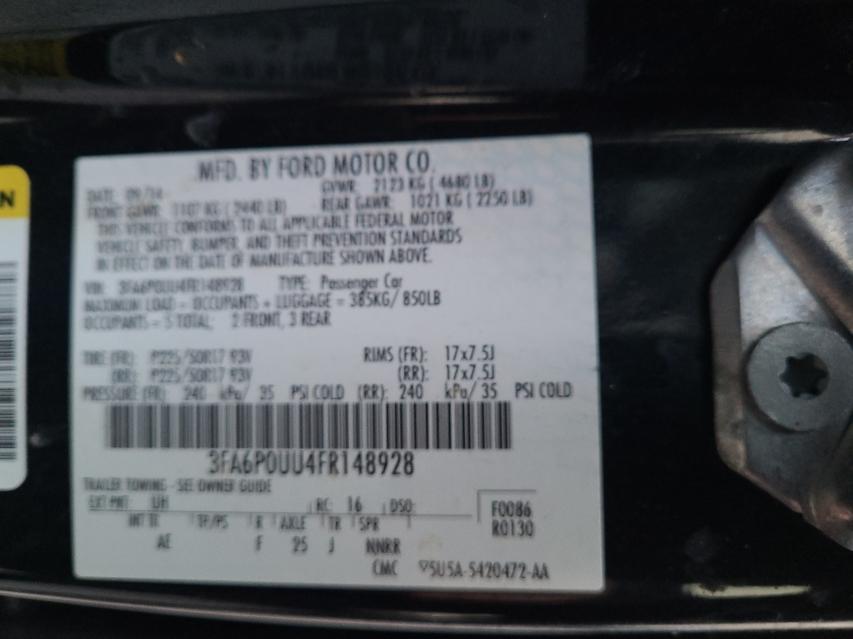 MFD. BY FORD MOTOR CO.
DATE: 09/14 GVWR: 2123 KG ( 4680 LB)
FRONT GAWR: 1107 KG ( 2440 LB) REAR GAWR: 1021 KG ( 2250 LB)
THIS VEHICLE CONFORMS TO ALL APPLICABLE FEDERAL MOTOR
VEHICLE SAFETY, BUMPER, AND THEFT PREVENTION STANDARDS
IN EFFECT ON THE DATE OF MANUFACTURE SHOWN ABOVE.
VIN: 3FA6P0UU4FR148928 TYPE: Passenger Car
MAXIMUM LOAD = OCCUPANTS + LUGGAGE = 385KG/ 850LB
OCCUPANTS = 5 TOTAL; 2 FRONT, 3 REAR
TIRE (FR): P225/50R17 93V RIMS (FR): 17x7.5J
(RR): P225/50R17 93V (RR): 17x7.5J
PRESSURE (FR): 240 kPa/ 35 PSI COLD (RR): 240 kPa/ 35 PSI COLD
3FA6P0UU4FR148928
TRAILER TOWING - SEE OWNER GUIDE
EXT PNT: UH RC: 16 DSO: F0086
INT TR TP/PS R AXLE TR SPR R0130
AE F 25 J NNRR
CMC 5U5A-5420472-AA
N